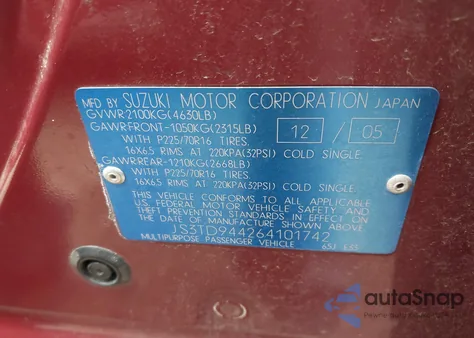 MFD BY SUZUKI MOTOR CORPORATION JAPAN
GVWR 2100KG(4630LB)
GAWR:FRONT-1050KG(2315LB) 12 / 05
WITH P225/70R16 TIRES.
16X6.5 RIMS AT 220KPA(32PSI) COLD SINGLE.
GAWR:REAR-1210KG(2668LB)
WITH P225/70R16 TIRES.
16X6.5 RIMS AT 220KPA(32PSI) COLD SINGLE.
THIS VEHICLE CONFORMS TO ALL APPLICABLE
U.S. FEDERAL MOTOR VEHICLE SAFETY AND
THEFT PREVENTION STANDARDS IN EFFECT ON
THE DATE OF MANUFACTURE SHOWN ABOVE.
JS3TD944264101742
MULTIPURPOSE PASSENGER VEHICLE 65J
autoSnap